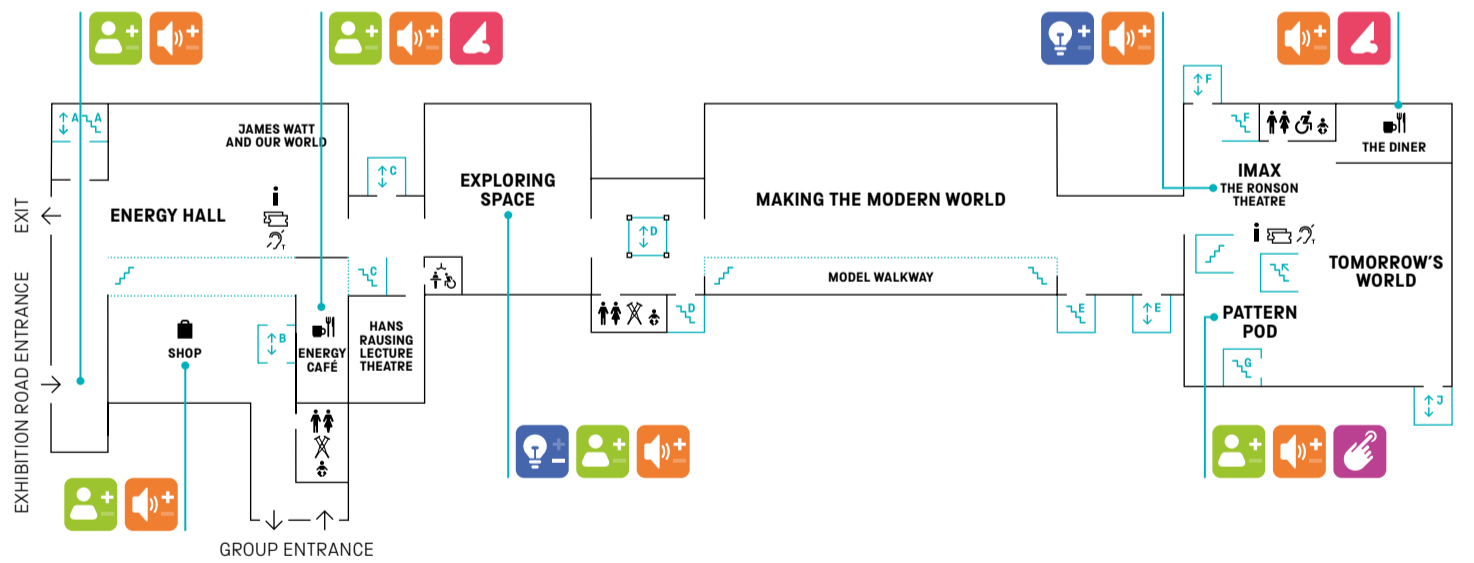 JAMES WATT
AND OUR WORLD
ENERGY HALL
EXIT
EXHIBITION ROAD ENTRANCE
A
A
SHOP
B
ENERGY
CAFÉ
HANS
RAUSING
LECTURE
THEATRE
C
C
GROUP ENTRANCE
EXPLORING
SPACE
D
D
MAKING THE MODERN WORLD
MODEL WALKWAY
E
E
F
F
THE DINER
IMAX
THE RONSON
THEATRE
T
T
TOMORROW'S
WORLD
PATTERN
POD
G
J